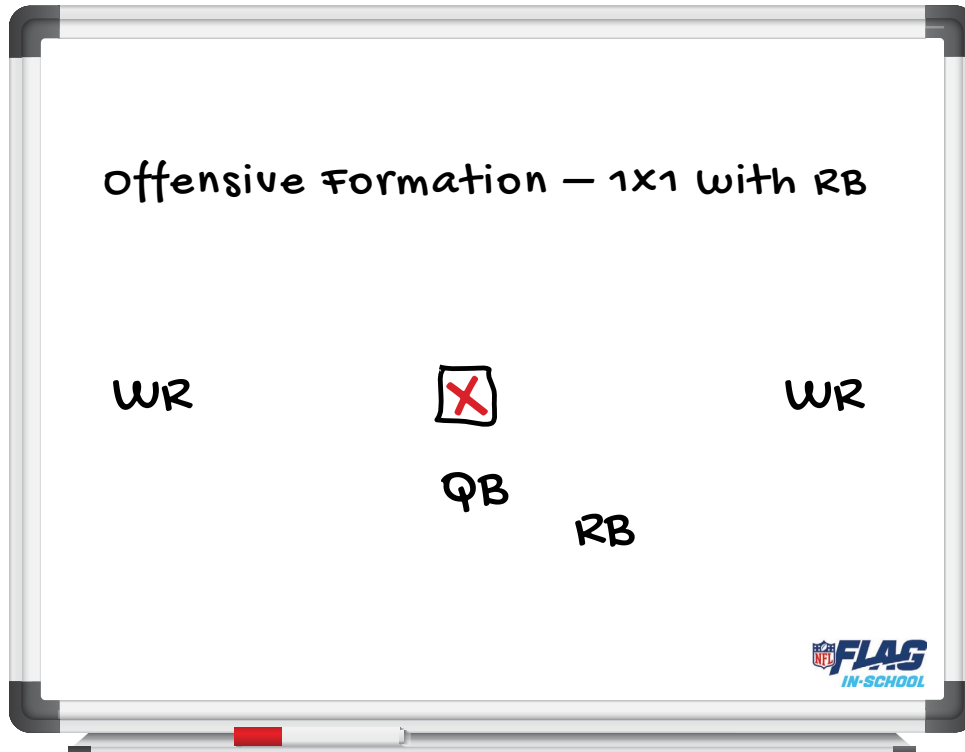 Offensive Formation – 1x1 with RB
WR X WR
QB
RB
NFL FLAG
IN-SCHOOL